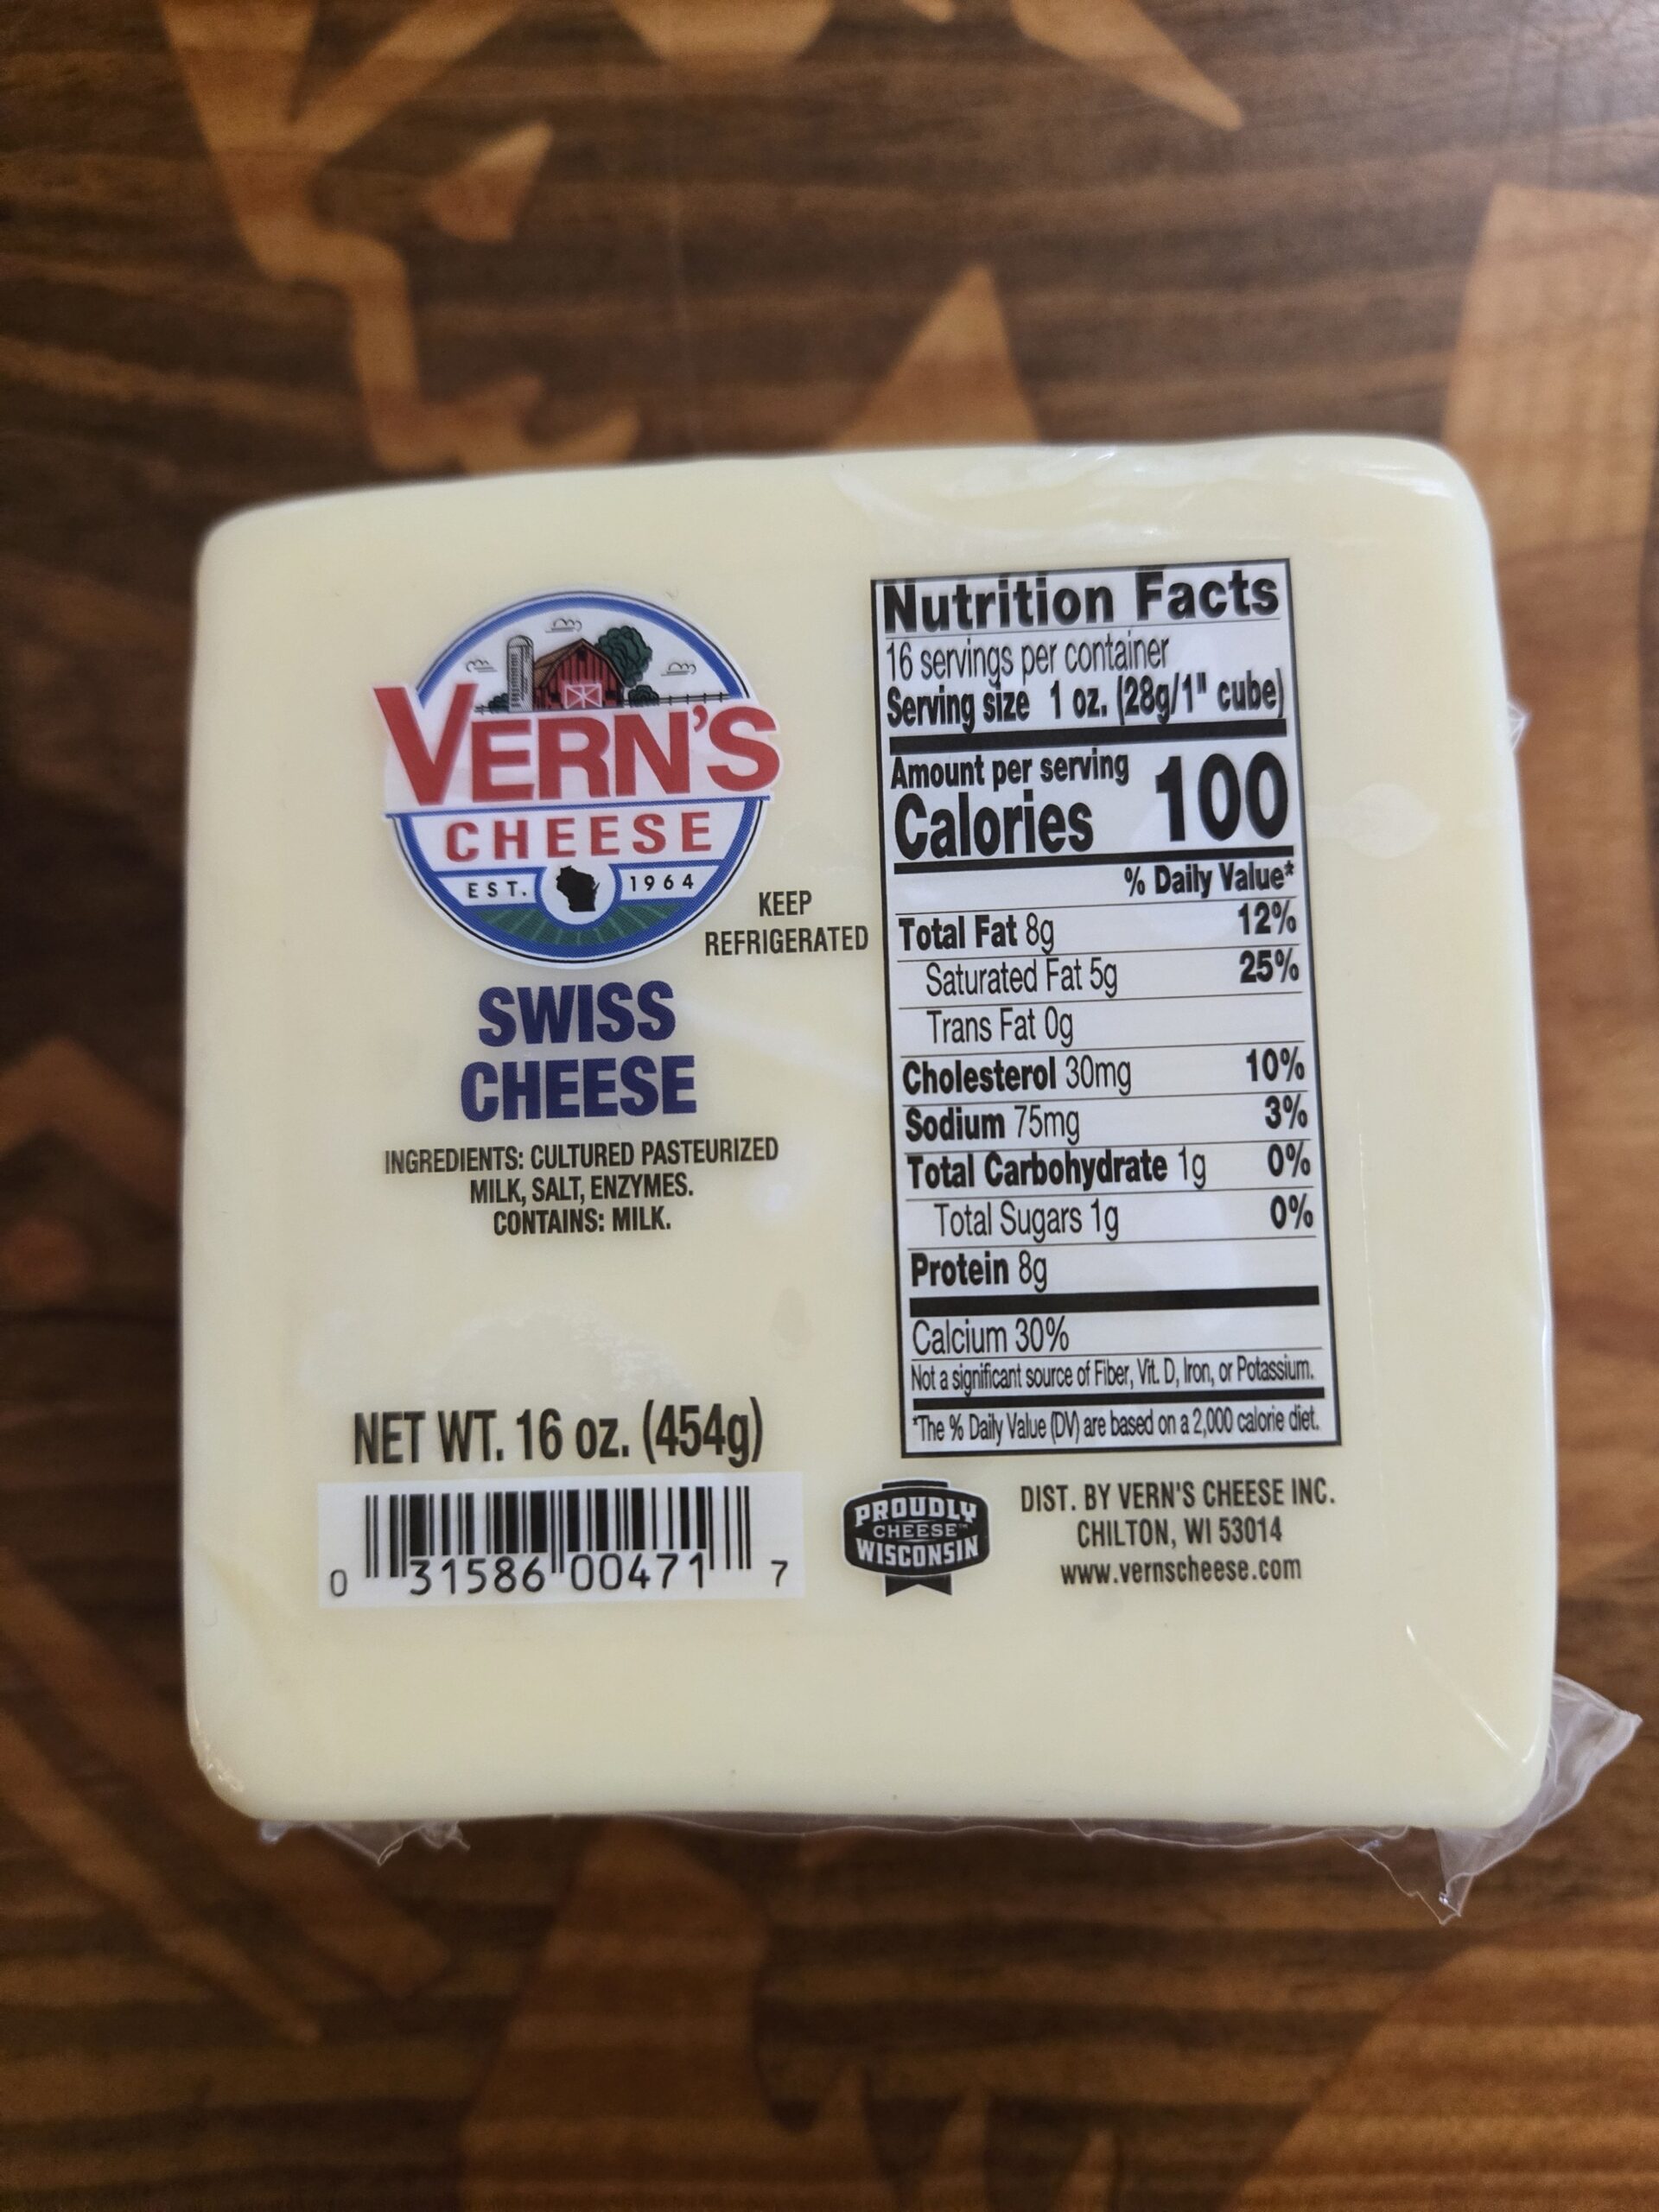 VERN'S
CHEESE
EST. 1964
KEEP
REFRIGERATED
SWISS
CHEESE
INGREDIENTS: CULTURED PASTEURIZED
MILK, SALT, ENZYMES.
CONTAINS: MILK.
NET WT. 16 oz. (454g)
0 31586 00471 7
Nutrition Facts
16 servings per container
Serving size 1 oz. (28g/1" cube)
Amount per serving
Calories 100
% Daily Value*
Total Fat 8g 12%
Saturated Fat 5g 25%
Trans Fat 0g
Cholesterol 30mg 10%
Sodium 75mg 3%
Total Carbohydrate 1g 0%
Total Sugars 1g 0%
Protein 8g
Calcium 30%
Not a significant source of Fiber, Vit. D, Iron, or Potassium.
*The % Daily Value (DV) are based on a 2,000 calorie diet.
PROUDLY
CHEESE™
WISCONSIN
DIST. BY VERN'S CHEESE INC.
CHILTON, WI 53014
www.vernscheese.com